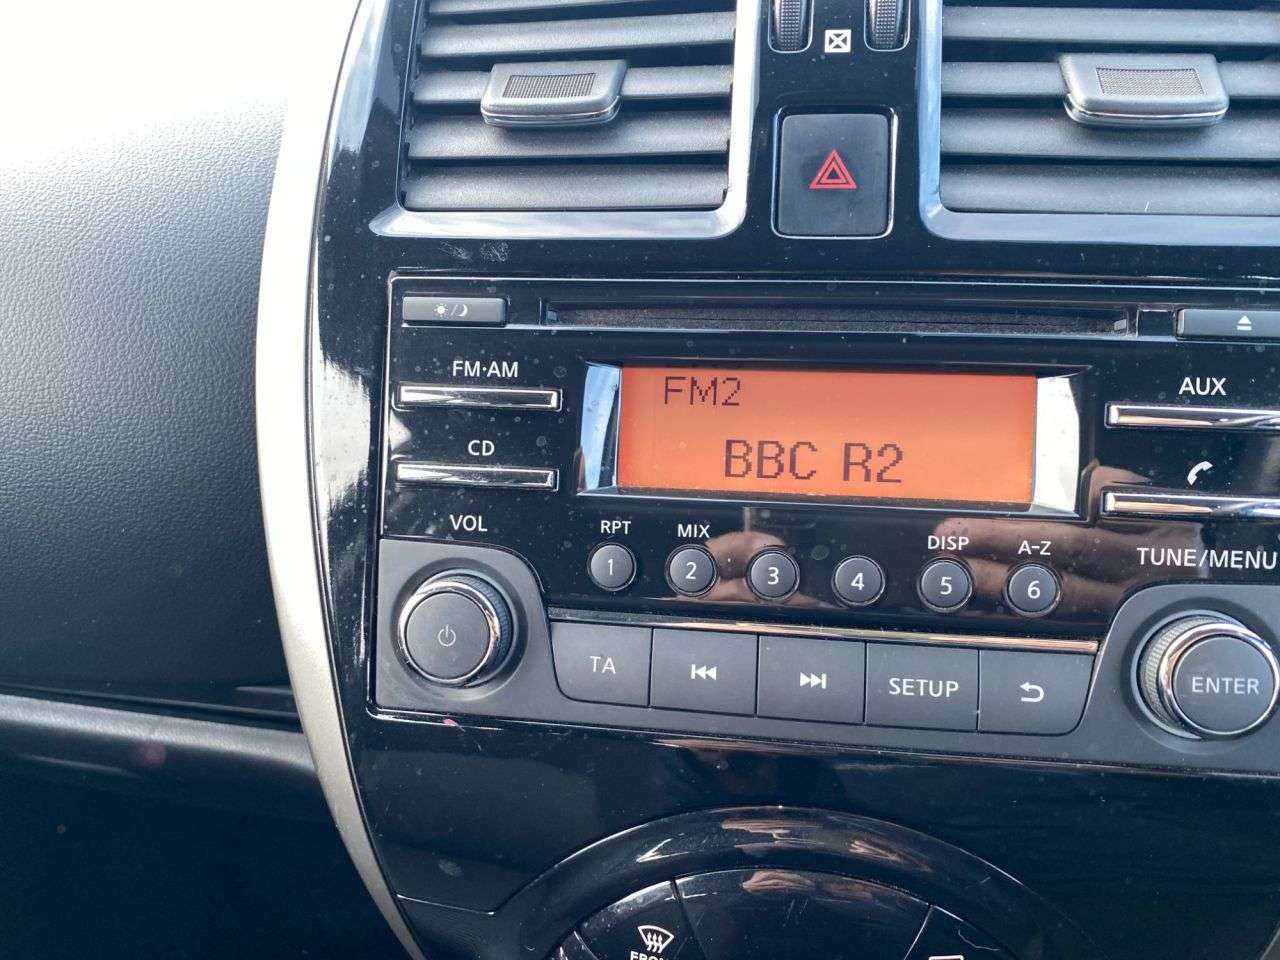 FM·AM
FM2
AUX
CD
BBC R2
VOL
RPT
MIX
DISP
A-Z
TUNE/MENU
1
2
3
4
5
6
TA
SETUP
ENTER